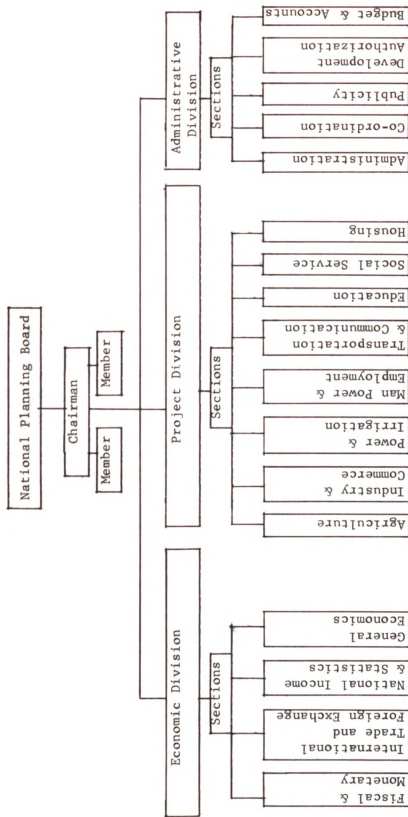 National Planning Board
Chairman
Member
Member
Economic Division
Project Division
Administrative
Division
Sections
Sections
Sections
Fiscal &
Monetary
International
Trade and
Foreign Exchange
National Income
& Statistics
General
Economics
Agriculture
Industry &
Commerce
Power &
Irrigation
Man Power &
Employment
Transportation
& Communication
Education
Social Service
Housing
Administration
Co-ordination
Publicity
Development
Authorization
Budget & Accounts